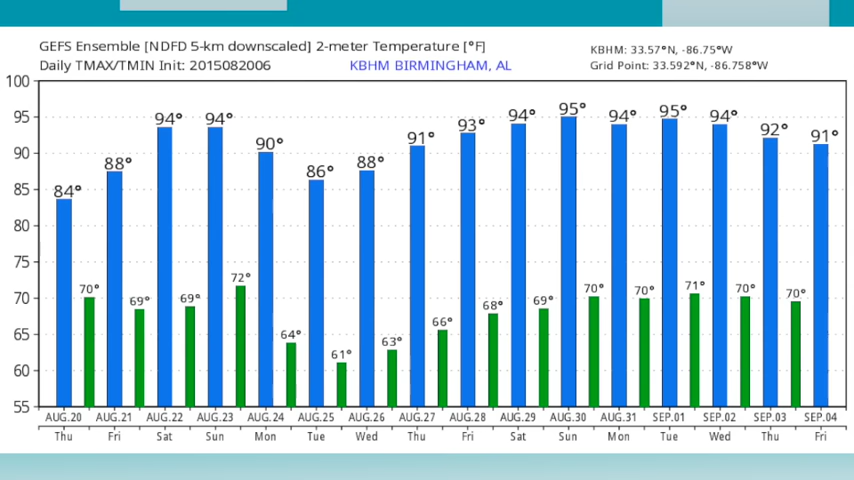 GEFS Ensemble [NDFD 5-km downscaled] 2-meter Temperature [°F]
KBHM: 33.57°N, -86.75°W
Daily TMAX/TMIN Init: 2015082006
KBHM BIRMINGHAM, AL
Grid Point: 33.592°N, -86.758°W
100
95
90
85
80
75
70
65
60
55
84° 88° 94° 94° 90° 86° 88° 91° 93° 94° 95° 94° 95° 94° 92° 91°
70° 69° 69° 72° 64° 61° 63° 66° 68° 69° 70° 70° 71° 70° 70°
AUG.20 AUG.21 AUG.22 AUG.23 AUG.24 AUG.25 AUG.26 AUG.27 AUG.28 AUG.29 AUG.30 AUG.31 SEP.01 SEP.02 SEP.03 SEP.04
Thu Fri Sat Sun Mon Tue Wed Thu Fri Sat Sun Mon Tue Wed Thu Fri